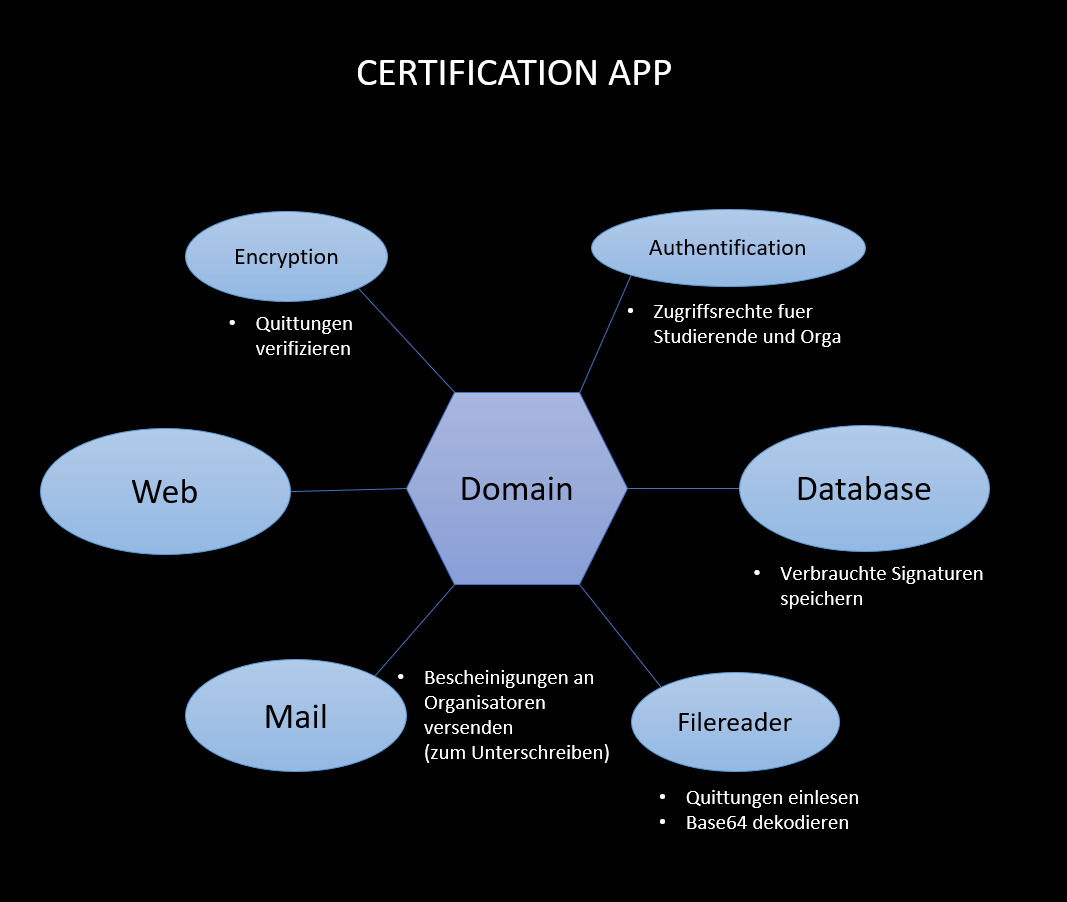 CERTIFICATION APP
Encryption
• Quittungen
verifizieren
Authentification
• Zugriffsrechte fuer
Studierende und Orga
Web
Domain
Database
• Verbrauchte Signaturen
speichern
Mail
• Bescheinigungen an
Organisatoren
versenden
(zum Unterschreiben)
Filereader
• Quittungen einlesen
• Base64 dekodieren